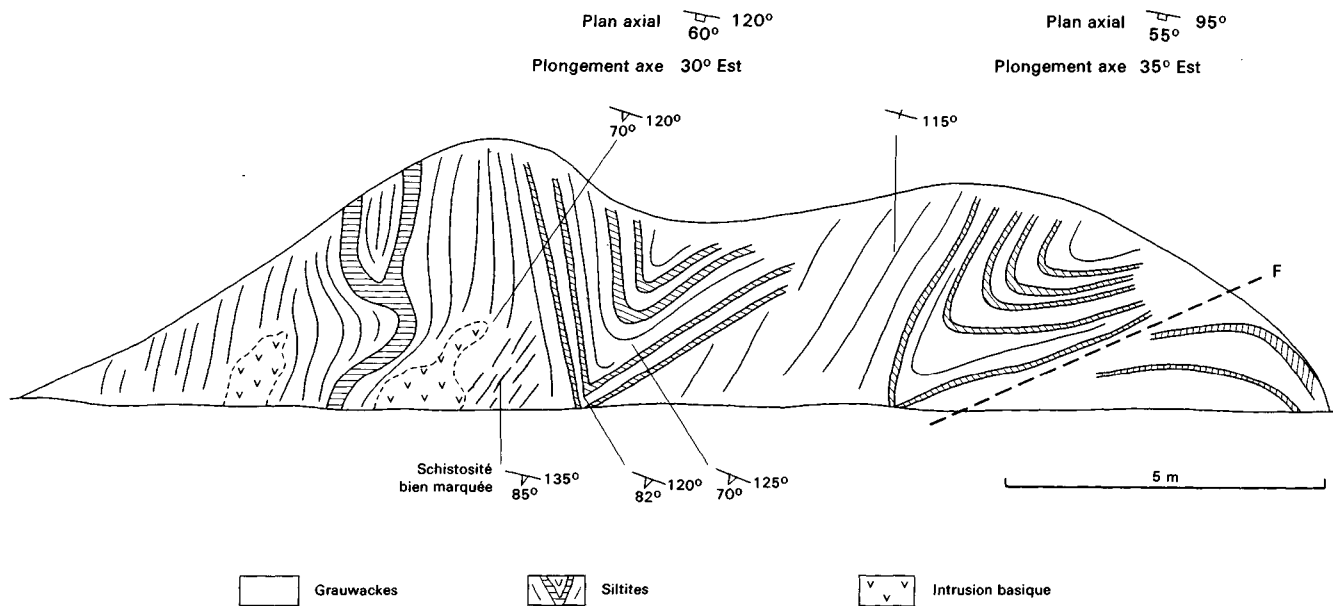 Plan axial 120°
60°
Plongement axe 30° Est
Plan axial 95°
55°
Plongement axe 35° Est
120°
70°
115°
F
Schistosité
bien marquée
135°
85°
120°
82°
125°
70°
5 m
Grauwackes
Siltites
Intrusion basique